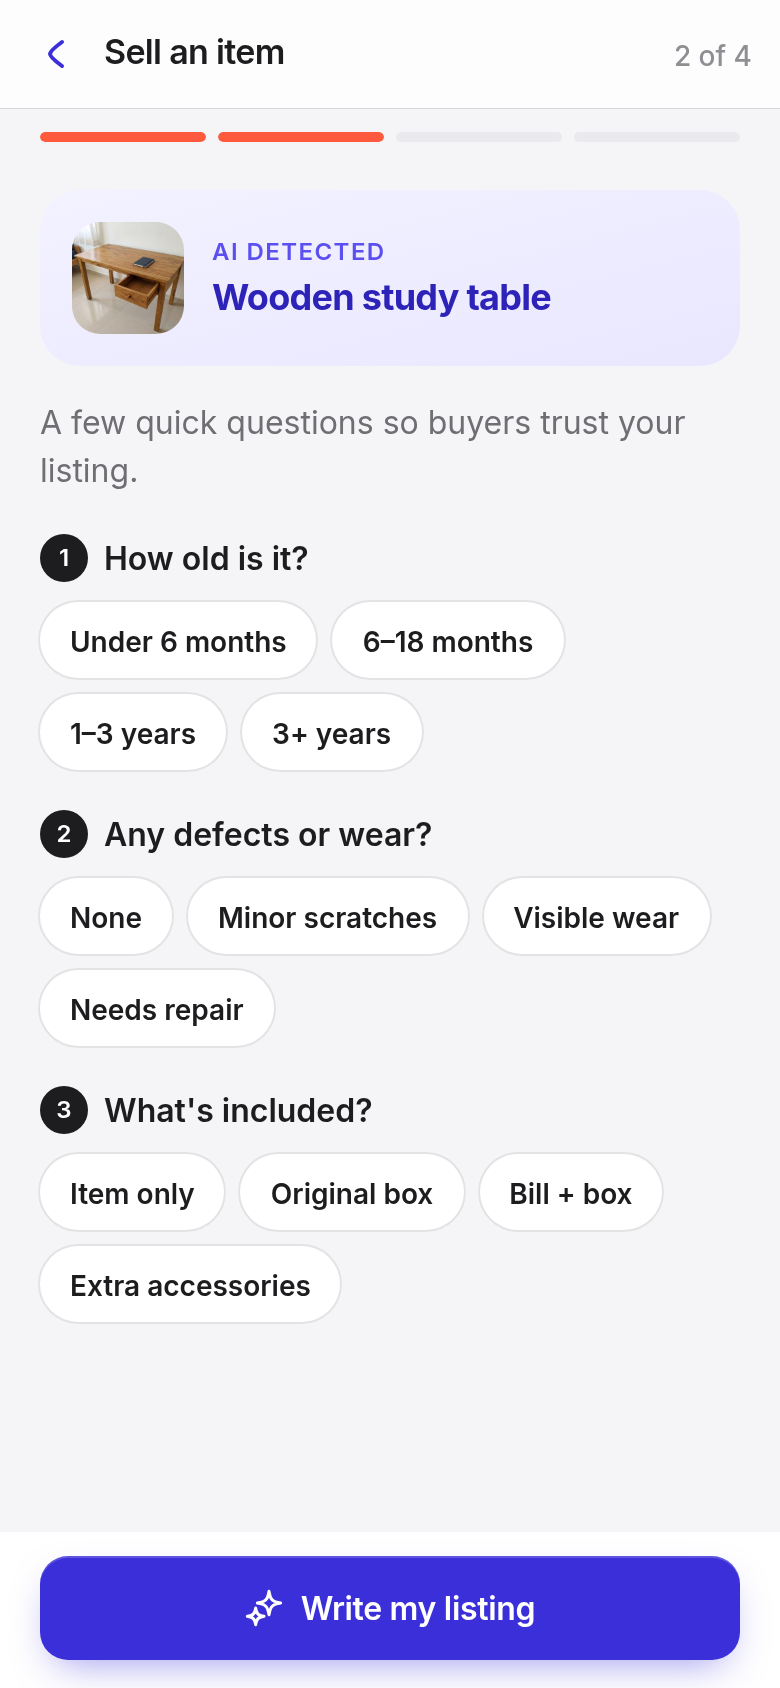 Sell an item
2 of 4
AI DETECTED
Wooden study table
A few quick questions so buyers trust your
listing.
1 How old is it?
Under 6 months
6–18 months
1–3 years
3+ years
2 Any defects or wear?
None
Minor scratches
Visible wear
Needs repair
3 What's included?
Item only
Original box
Bill + box
Extra accessories
Write my listing